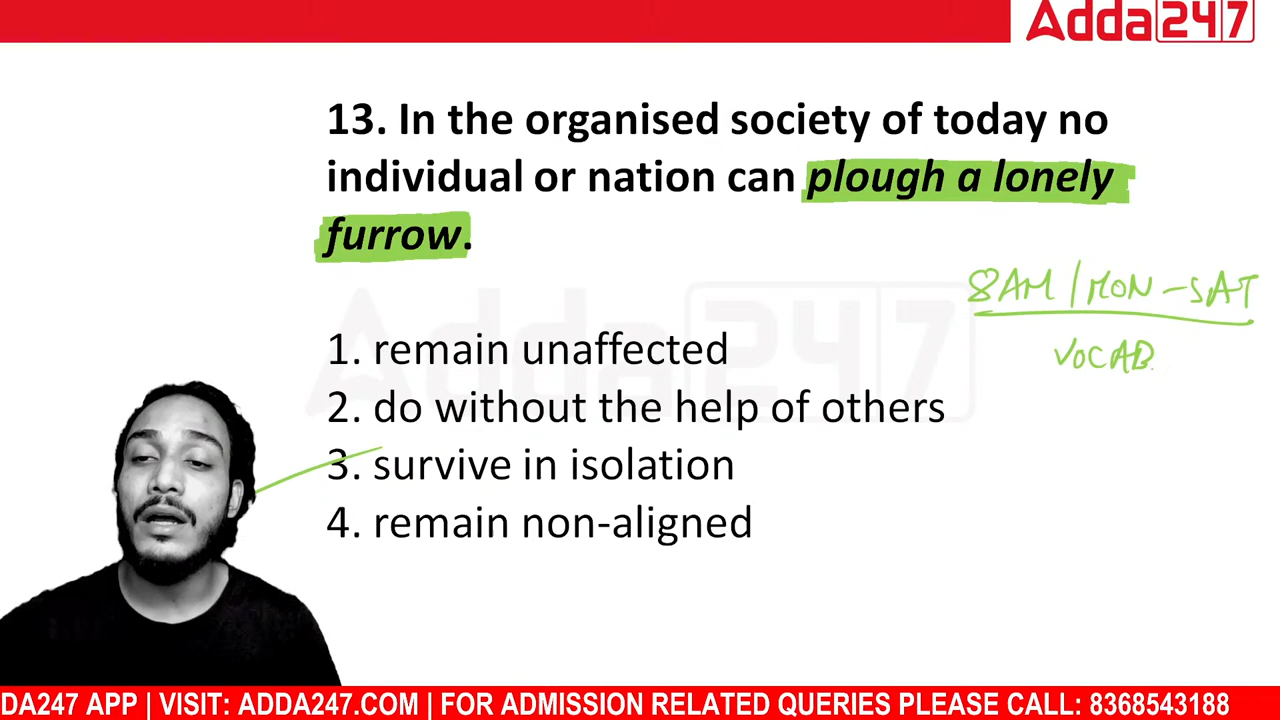 Adda247
13. In the organised society of today no
individual or nation can plough a lonely
furrow.
8AM / MON - SAT
VOCAB
Adda247
1. remain unaffected
2. do without the help of others
3. survive in isolation
4. remain non-aligned
DA247 APP | VISIT: ADDA247.COM | FOR ADMISSION RELATED QUERIES PLEASE CALL: 8368543188